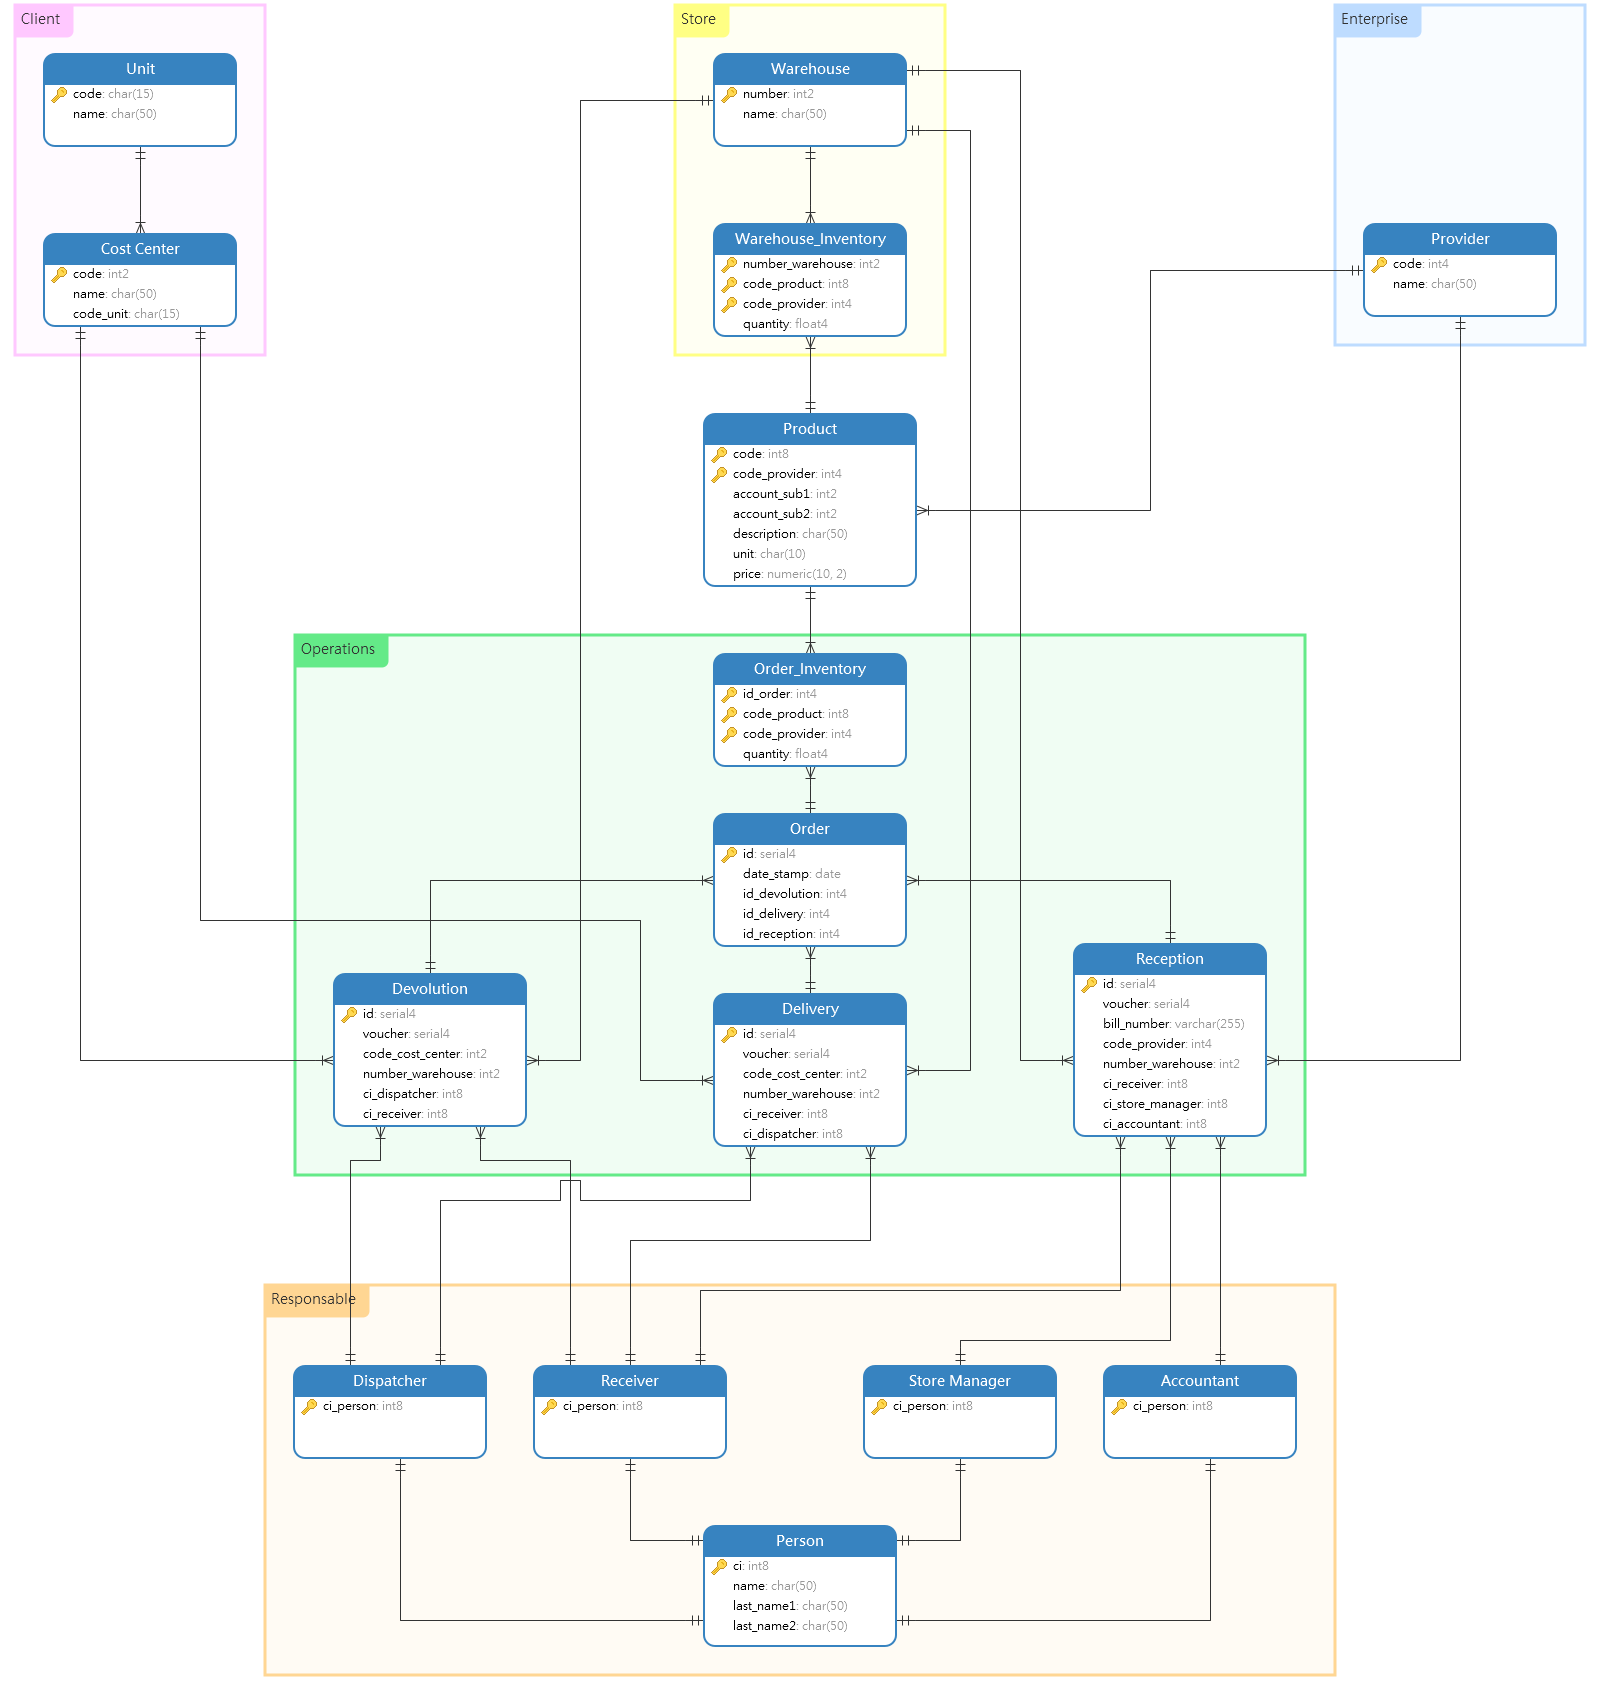 Client
Unit
code: char(15)
name: char(50)
Cost Center
code: int2
name: char(50)
code_unit: char(15)
Store
Warehouse
number: int2
name: char(50)
Warehouse_Inventory
number_warehouse: int2
code_product: int8
code_provider: int4
quantity: float4
Enterprise
Provider
code: int4
name: char(50)
Product
code: int8
code_provider: int4
account_sub1: int2
account_sub2: int2
description: char(50)
unit: char(10)
price: numeric(10, 2)
Operations
Order_Inventory
id_order: int4
code_product: int8
code_provider: int4
quantity: float4
Order
id: serial4
date_stamp: date
id_devolution: int4
id_delivery: int4
id_reception: int4
Devolution
id: serial4
voucher: serial4
code_cost_center: int2
number_warehouse: int2
ci_dispatcher: int8
ci_receiver: int8
Delivery
id: serial4
voucher: serial4
code_cost_center: int2
number_warehouse: int2
ci_receiver: int8
ci_dispatcher: int8
Reception
id: serial4
voucher: serial4
bill_number: varchar(255)
code_provider: int4
number_warehouse: int2
ci_receiver: int8
ci_store_manager: int8
ci_accountant: int8
Responsable
Dispatcher
ci_person: int8
Receiver
ci_person: int8
Store Manager
ci_person: int8
Accountant
ci_person: int8
Person
ci: int8
name: char(50)
last_name1: char(50)
last_name2: char(50)